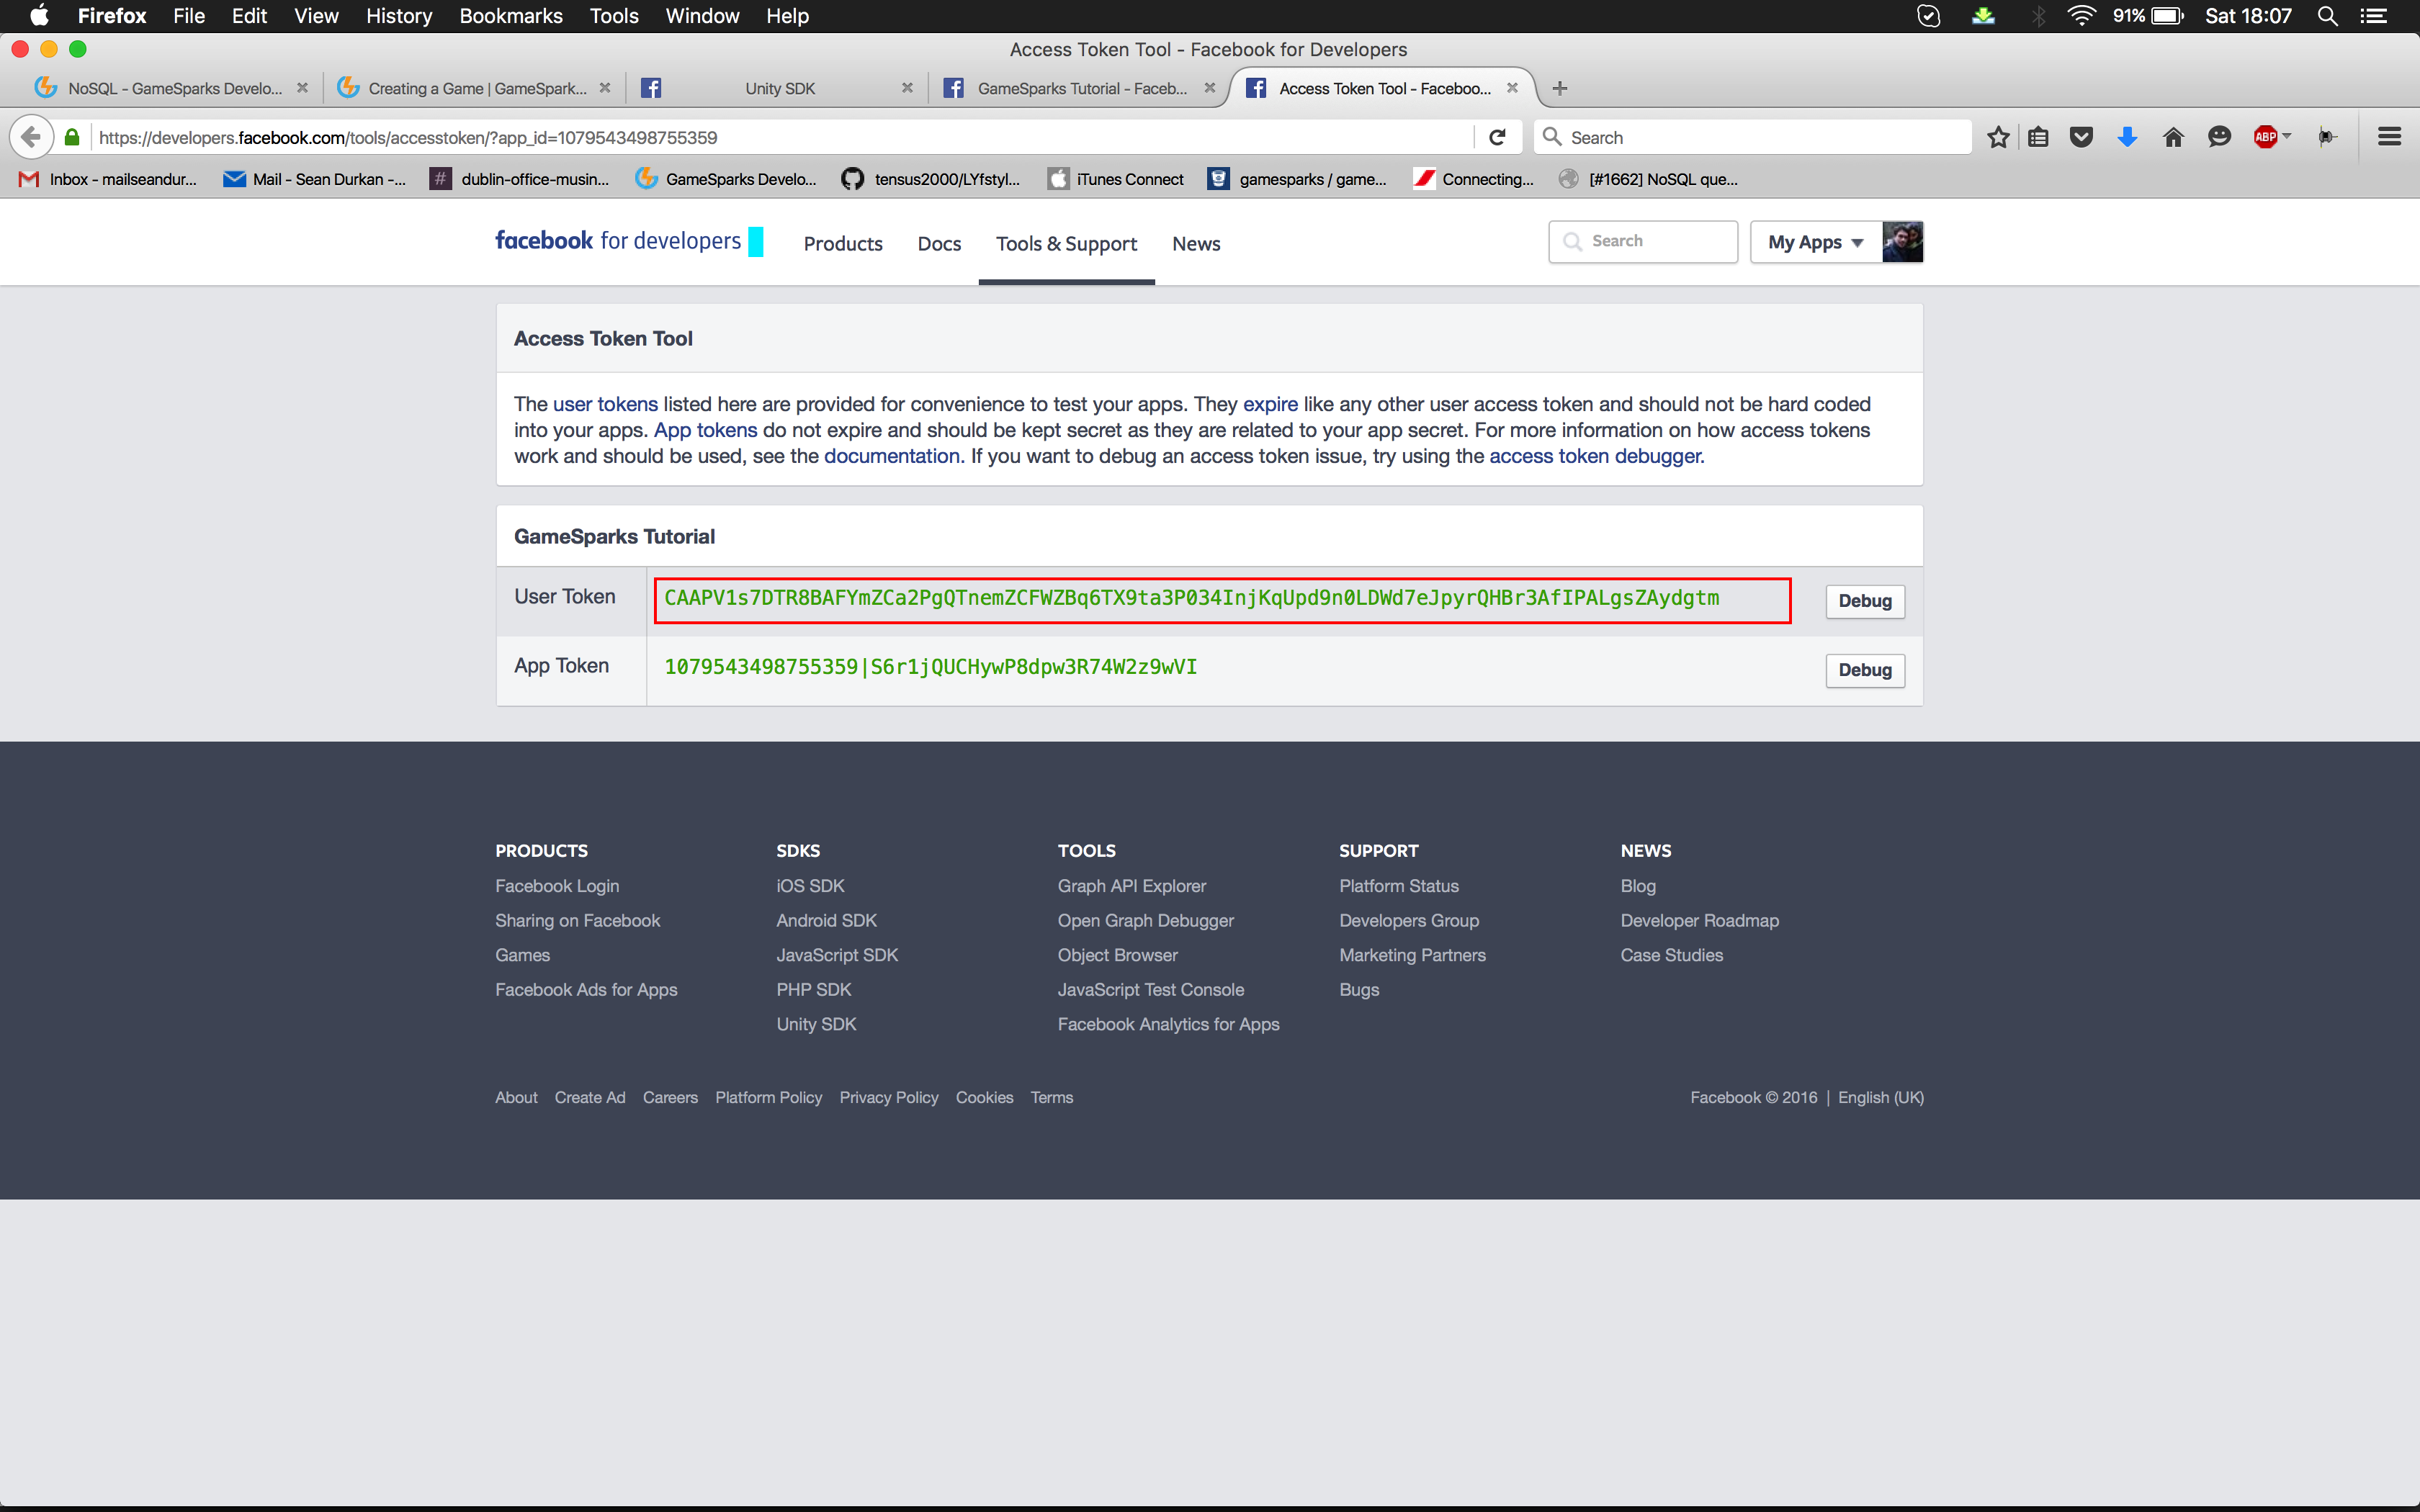 Firefox File Edit View History Bookmarks Tools Window Help 91% Sat 18:07
Access Token Tool - Facebook for Developers
NoSQL - GameSparks Develo... Creating a Game | GameSpark... Unity SDK GameSparks Tutorial - Faceb... Access Token Tool - Faceboo...
https://developers.facebook.com/tools/accesstoken/?app_id=1079543498755359 Search ABP
Inbox - mailseandur... Mail - Sean Durkan -... # dublin-office-musin... GameSparks Develo... tensus2000/LYfstyl... iTunes Connect gamesparks / game... Connecting... [#1662] NoSQL que...
facebook for developers Products Docs Tools & Support News Search My Apps
Access Token Tool
The user tokens listed here are provided for convenience to test your apps. They expire like any other user access token and should not be hard coded
into your apps. App tokens do not expire and should be kept secret as they are related to your app secret. For more information on how access tokens
work and should be used, see the documentation. If you want to debug an access token issue, try using the access token debugger.
GameSparks Tutorial
User Token CAAPV1s7DTR8BAFYmZCa2PgQTnemZCFWZBq6TX9ta3P034InjKqUpd9n0LDWd7eJpyrQHBr3AfIPALgsZAydgtm Debug
App Token 1079543498755359|S6r1jQUCHywP8dpw3R74W2z9wVI Debug
PRODUCTS SDKS TOOLS SUPPORT NEWS
Facebook Login iOS SDK Graph API Explorer Platform Status Blog
Sharing on Facebook Android SDK Open Graph Debugger Developers Group Developer Roadmap
Games JavaScript SDK Object Browser Marketing Partners Case Studies
Facebook Ads for Apps PHP SDK JavaScript Test Console Bugs
Unity SDK Facebook Analytics for Apps
About Create Ad Careers Platform Policy Privacy Policy Cookies Terms Facebook © 2016 | English (UK)